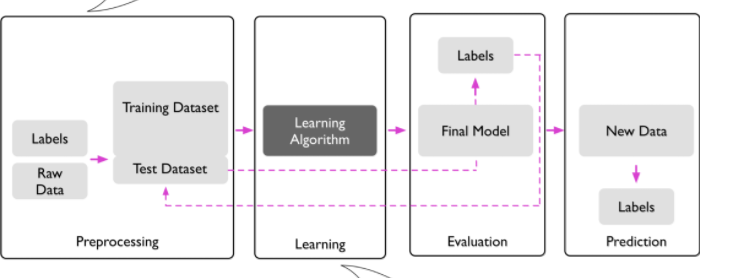 Labels
Raw
Data
Training Dataset
Test Dataset
Preprocessing
Learning
Algorithm
Learning
Labels
Final Model
Evaluation
New Data
Labels
Prediction